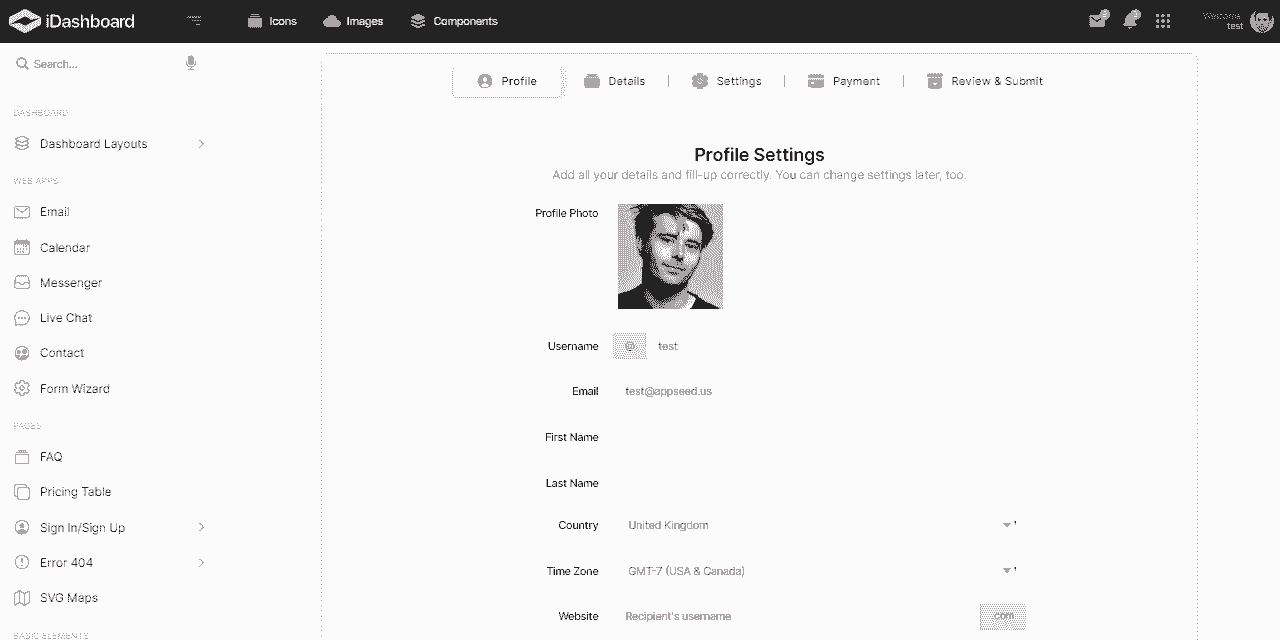 iDashboard
Icons
Images
Components
Welcome,
test
Search...
DASHBOARD
Dashboard Layouts
WEB APPS
Email
Calendar
Messenger
Live Chat
Contact
Form Wizard
PAGES
FAQ
Pricing Table
Sign In/Sign Up
Error 404
SVG Maps
BASIC ELEMENTS
Profile
Details
Settings
Payment
Review & Submit
Profile Settings
Add all your details and fill-up correctly. You can change settings later, too.
Profile Photo
Username @ test
Email test@appseed.us
First Name
Last Name
Country United Kingdom
Time Zone GMT-7 (USA & Canada)
Website Recipient's username .com